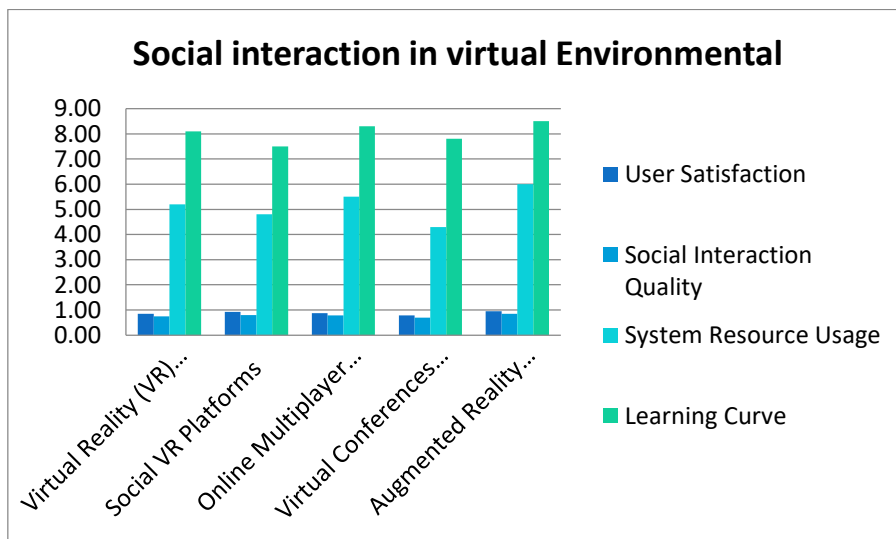 Social interaction in virtual Environmental
9.00
8.00
7.00
6.00
5.00
4.00
3.00
2.00
1.00
0.00
Virtual Reality (VR)...
Social VR Platforms
Online Multiplayer...
Virtual Conferences...
Augmented Reality...
User Satisfaction
Social Interaction
Quality
System Resource Usage
Learning Curve